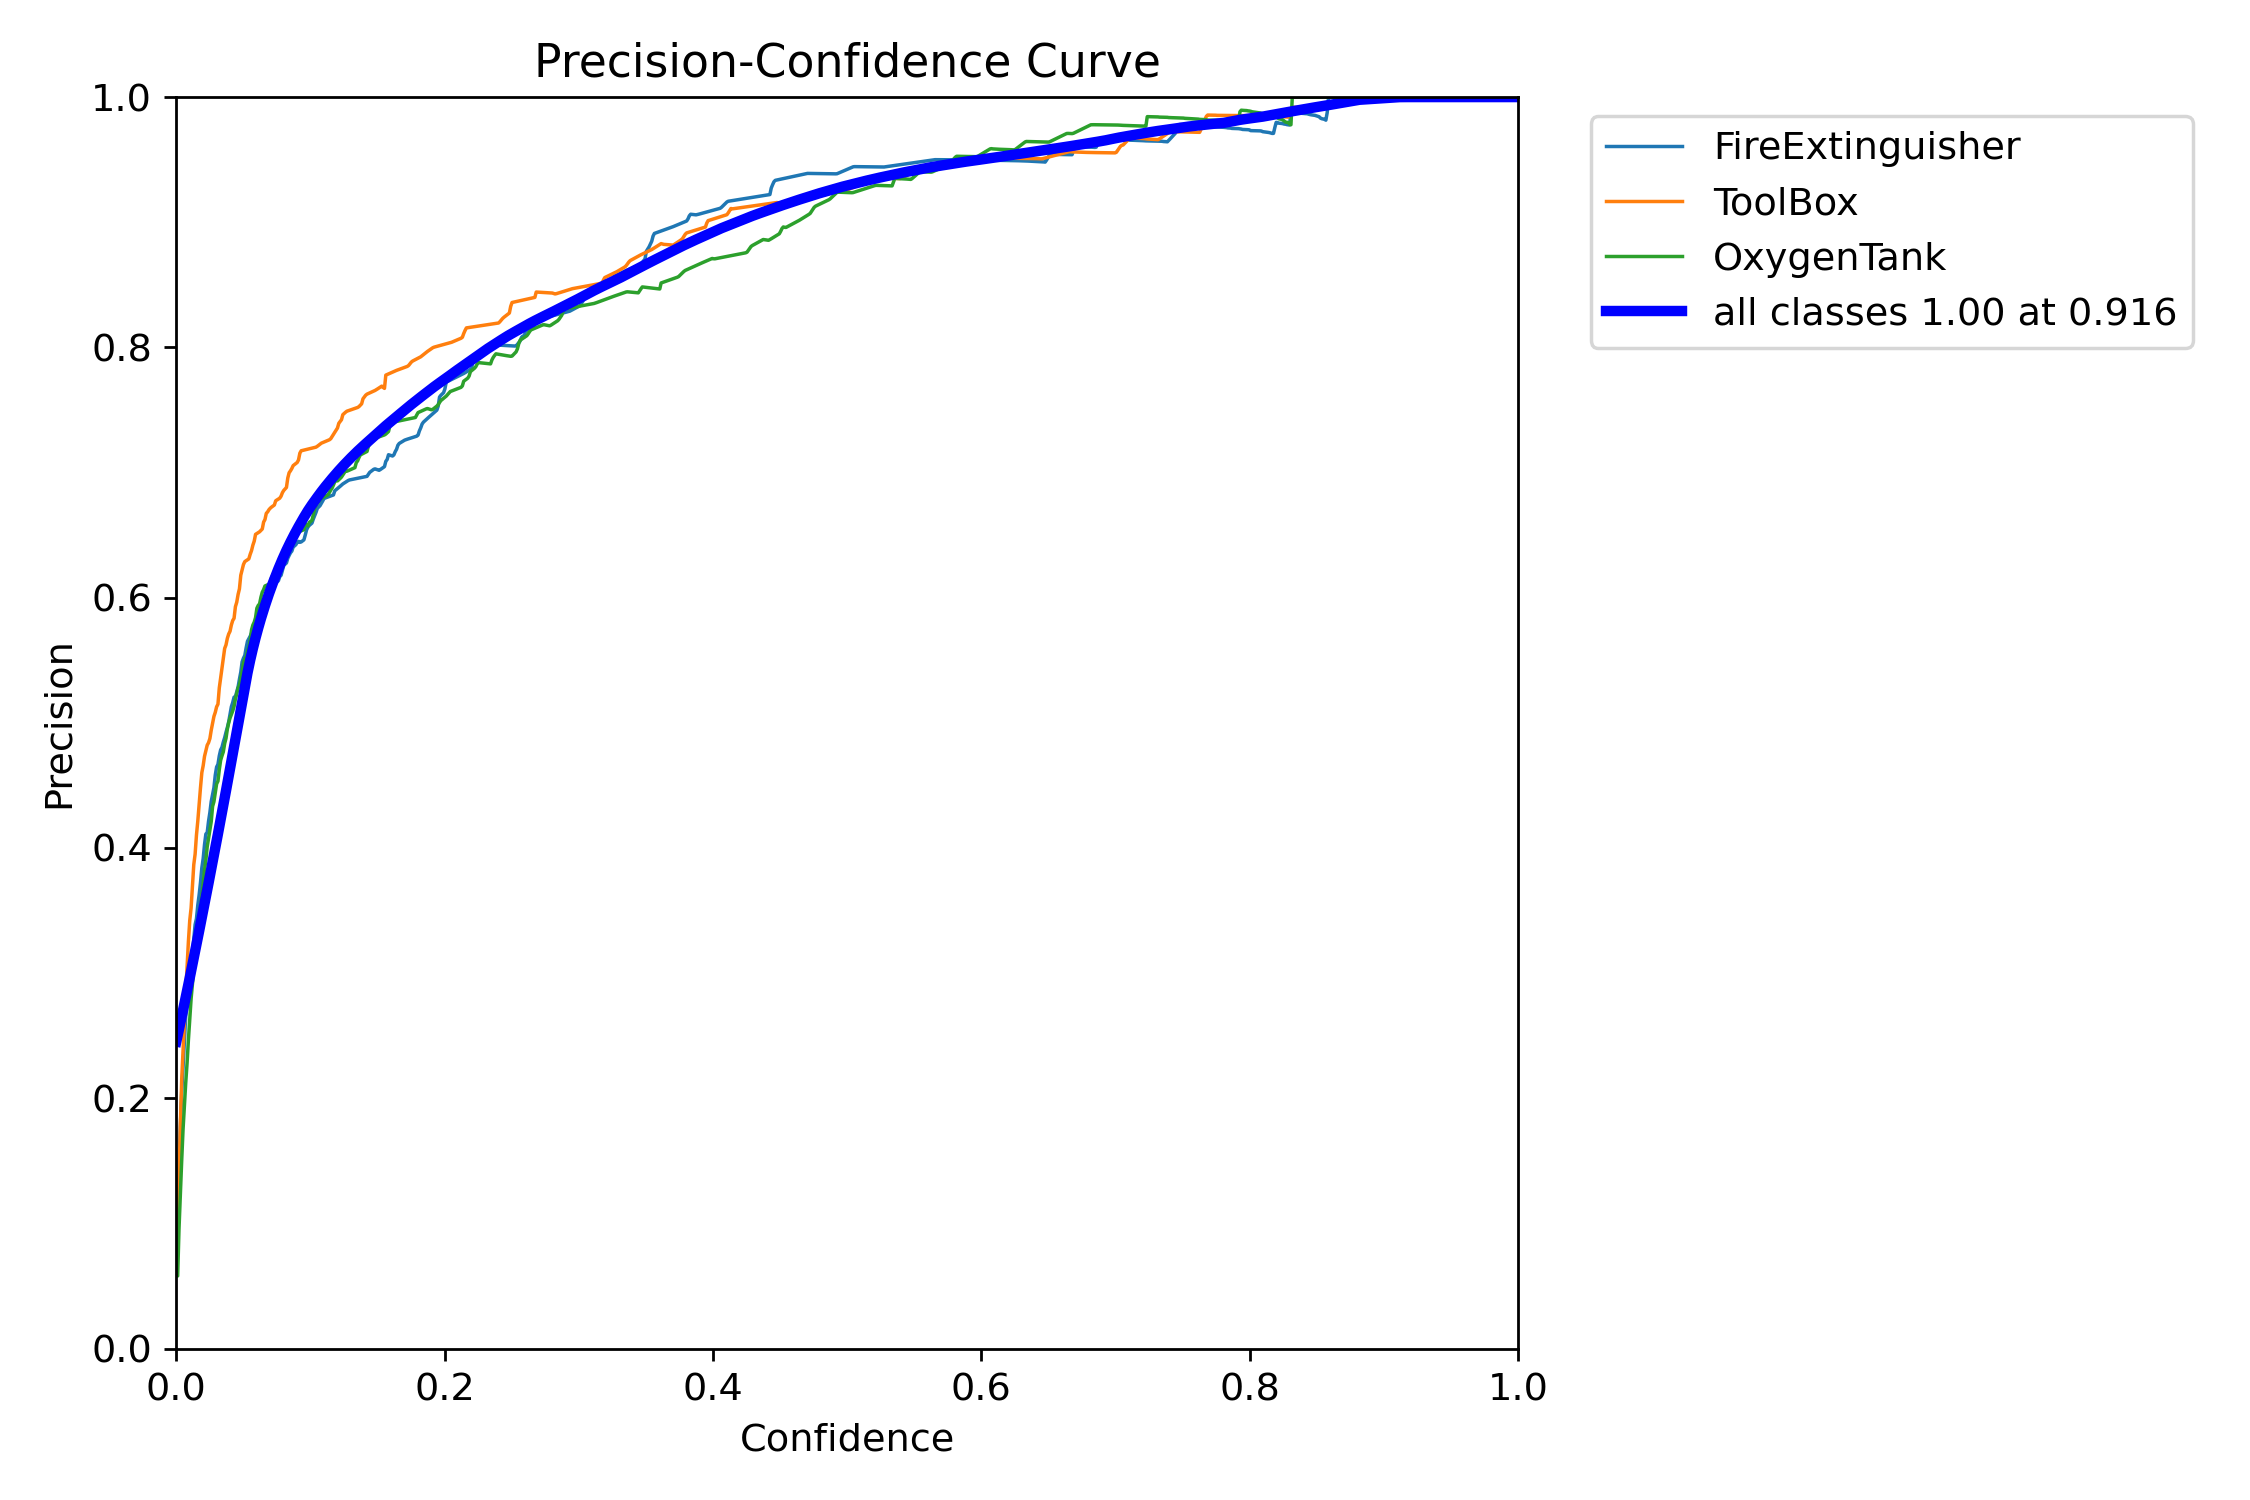 Precision-Confidence Curve
1.0
0.8
0.6
0.4
0.2
0.0
Precision
0.0 0.2 0.4 0.6 0.8 1.0
Confidence
FireExtinguisher
ToolBox
OxygenTank
all classes 1.00 at 0.916